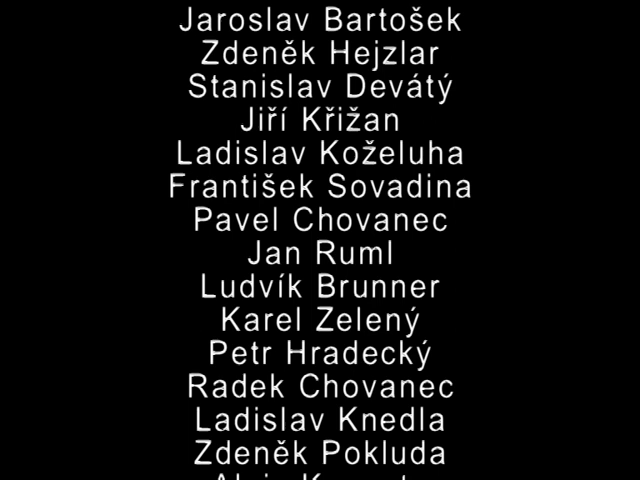 Jaroslav Bartošek
Zdeněk Hejzlar
Stanislav Devátý
Jiří Křižan
Ladislav Koželuha
František Sovadina
Pavel Chovanec
Jan Ruml
Ludvík Brunner
Karel Zelený
Petr Hradecký
Radek Chovanec
Ladislav Knedla
Zdeněk Pokluda